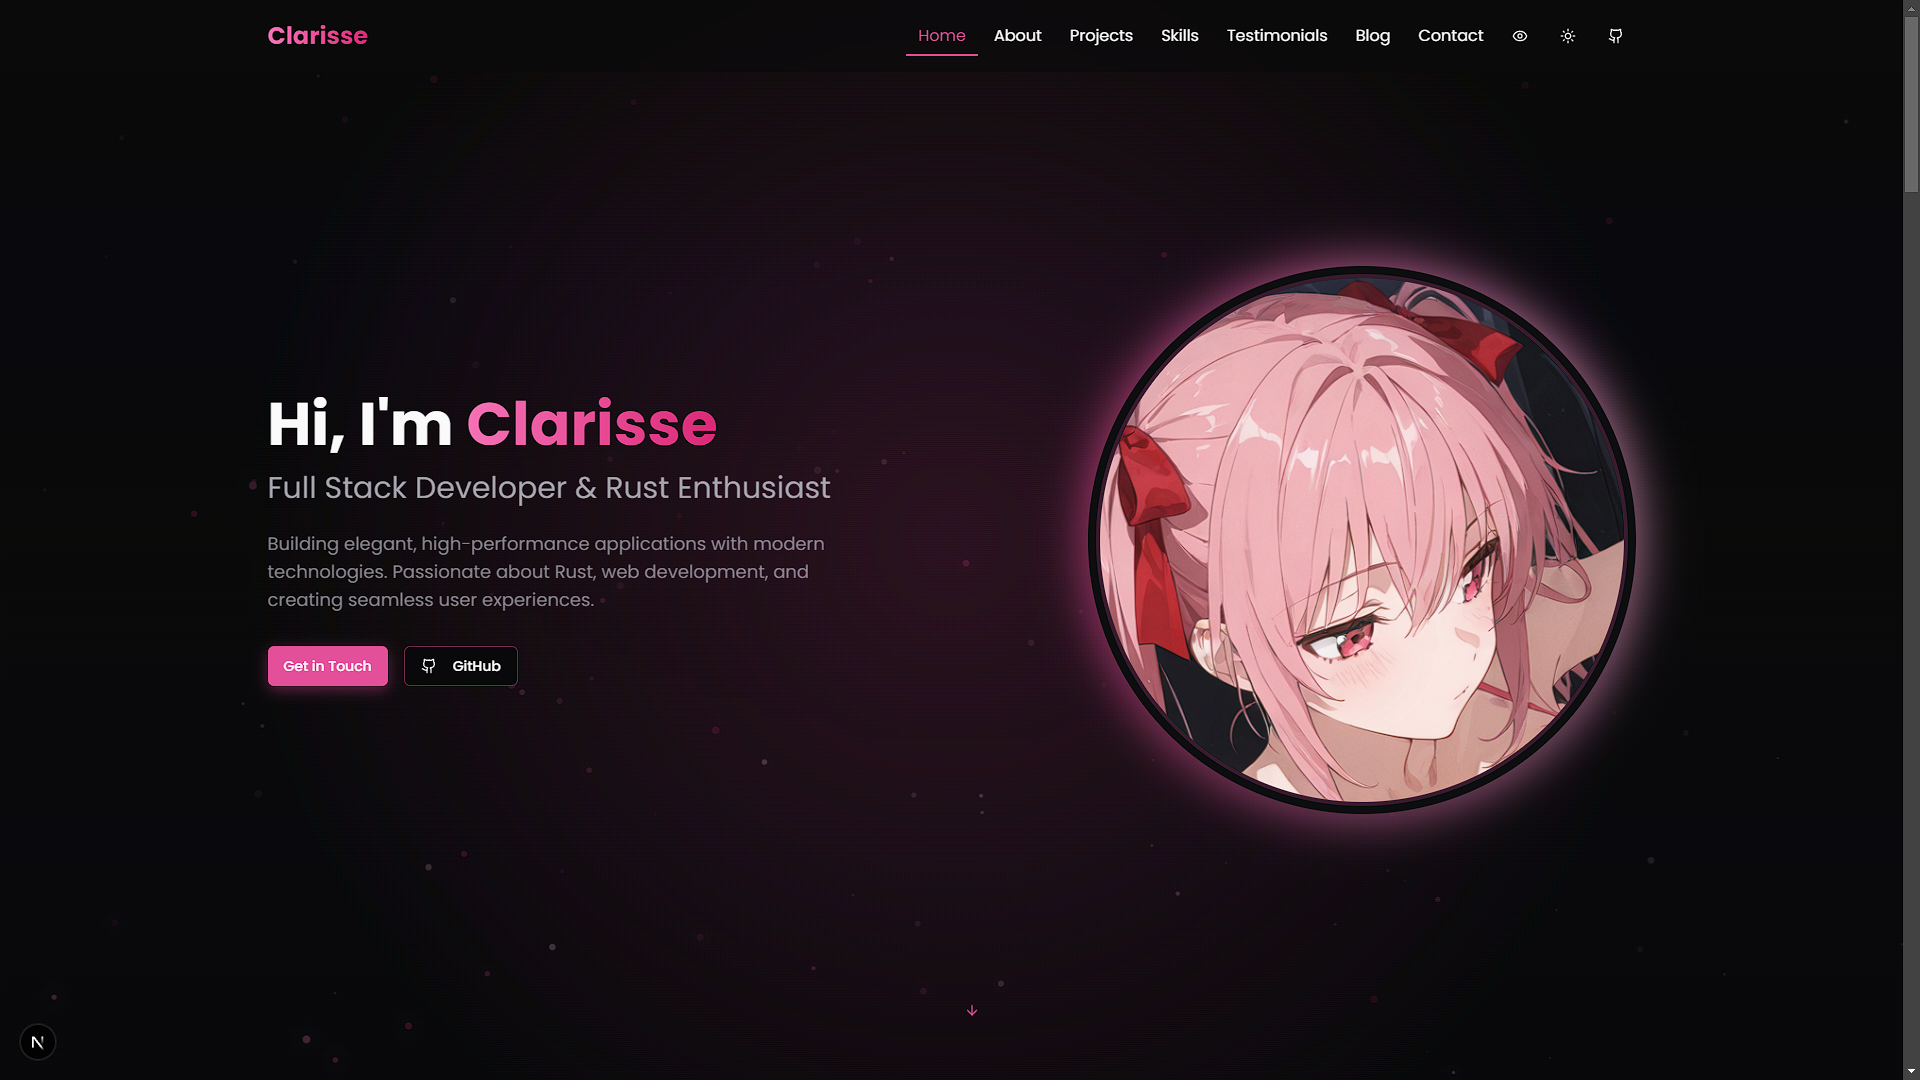 Clarisse
Home About Projects Skills Testimonials Blog Contact
Hi, I'm Clarisse
Full Stack Developer & Rust Enthusiast
Building elegant, high-performance applications with modern
technologies. Passionate about Rust, web development, and
creating seamless user experiences.
Get in Touch
GitHub
N